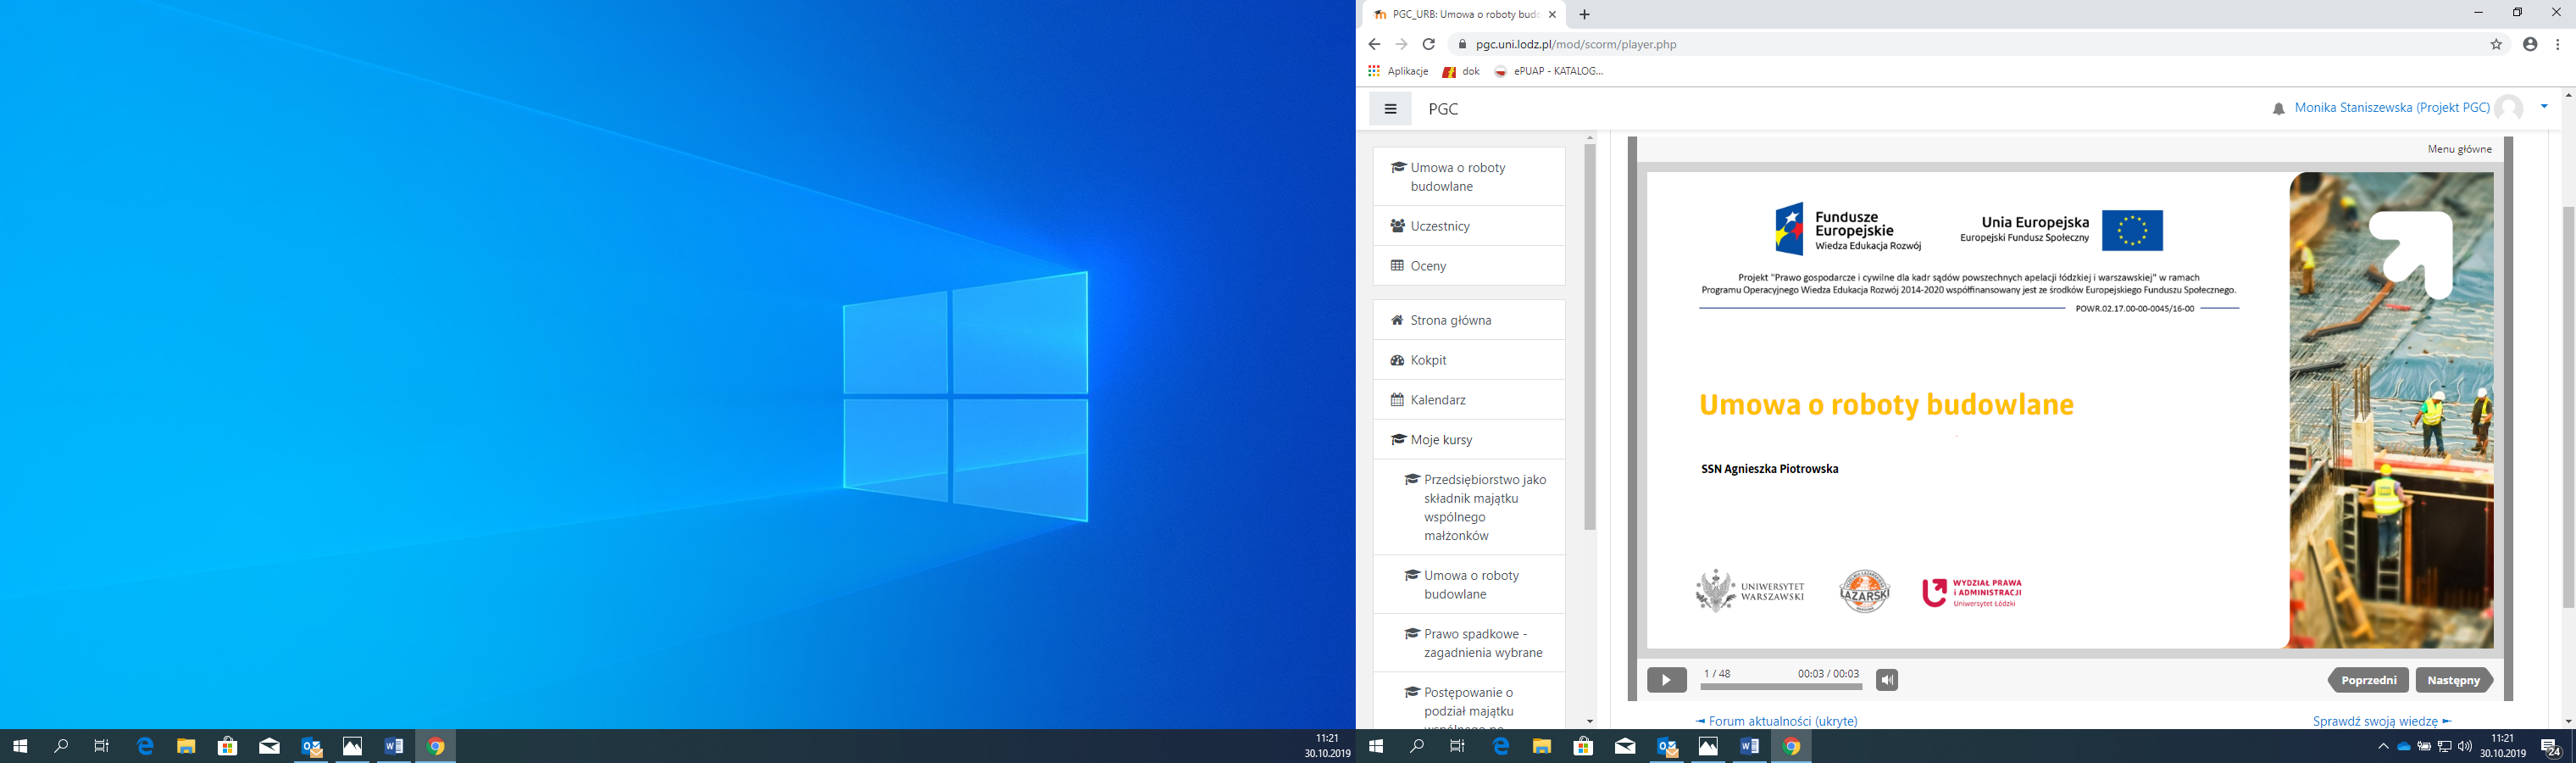 PGC_URB: Umowa o roboty budo
pgc.uni.lodz.pl/mod/scorm/player.php
Aplikacje
dok
ePUAP - KATALOG...
PGC
Monika Staniszewska (Projekt PGC)
Umowa o roboty
budowlane
Uczestnicy
Oceny
Strona główna
Kokpit
Kalendarz
Moje kursy
Przedsiębiorstwo jako
składnik majątku
wspólnego
małżonków
Umowa o roboty
budowlane
Prawo spadkowe -
zagadnienia wybrane
Postępowanie o
podział majątku
Menu główne
Fundusze
Europejskie
Wiedza Edukacja Rozwój
Unia Europejska
Europejski Fundusz Społeczny
Projekt "Prawo gospodarcze i cywilne dla kadr sądów powszechnych apelacji łódzkiej i warszawskiej" w ramach
Programu Operacyjnego Wiedza Edukacja Rozwój 2014-2020 współfinansowany jest ze środków Europejskiego Funduszu Społecznego.
POWR.02.17.00-00-0045/16-00
Umowa o roboty budowlane
SSN Agnieszka Piotrowska
UNIWERSYTET
WARSZAWSKI
ŁAZARSKI
WYDZIAŁ PRAWA
i ADMINISTRACJI
Uniwersytet Łódzki
1 / 48
00:03 / 00:03
Poprzedni
Następny
◄ Forum aktualności (ukryte)
Sprawdź swoją wiedzę ►
11:21
30.10.2019
11:21
30.10.2019
24